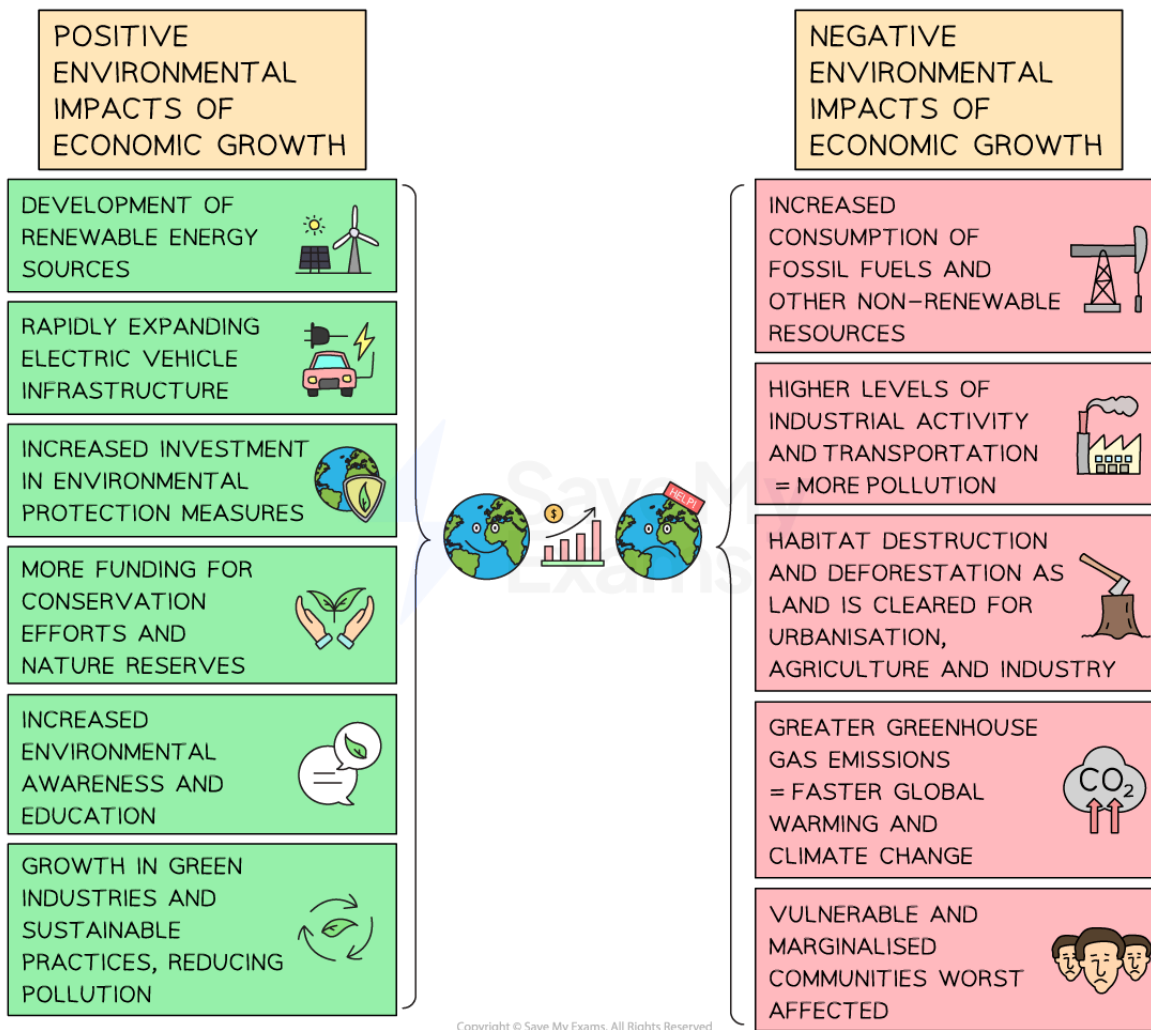 POSITIVE
ENVIRONMENTAL
IMPACTS OF
ECONOMIC GROWTH
DEVELOPMENT OF
RENEWABLE ENERGY
SOURCES
RAPIDLY EXPANDING
ELECTRIC VEHICLE
INFRASTRUCTURE
INCREASED INVESTMENT
IN ENVIRONMENTAL
PROTECTION MEASURES
MORE FUNDING FOR
CONSERVATION
EFFORTS AND
NATURE RESERVES
INCREASED
ENVIRONMENTAL
AWARENESS AND
EDUCATION
GROWTH IN GREEN
INDUSTRIES AND
SUSTAINABLE
PRACTICES, REDUCING
POLLUTION
$
HELP!
SaveMy
Exams
NEGATIVE
ENVIRONMENTAL
IMPACTS OF
ECONOMIC GROWTH
INCREASED
CONSUMPTION OF
FOSSIL FUELS AND
OTHER NON-RENEWABLE
RESOURCES
HIGHER LEVELS OF
INDUSTRIAL ACTIVITY
AND TRANSPORTATION
= MORE POLLUTION
HABITAT DESTRUCTION
AND DEFORESTATION AS
LAND IS CLEARED FOR
URBANISATION,
AGRICULTURE AND INDUSTRY
GREATER GREENHOUSE
GAS EMISSIONS
= FASTER GLOBAL
WARMING AND
CLIMATE CHANGE
CO₂
VULNERABLE AND
MARGINALISED
COMMUNITIES WORST
AFFECTED
Copyright © Save My Exams. All Rights Reserved